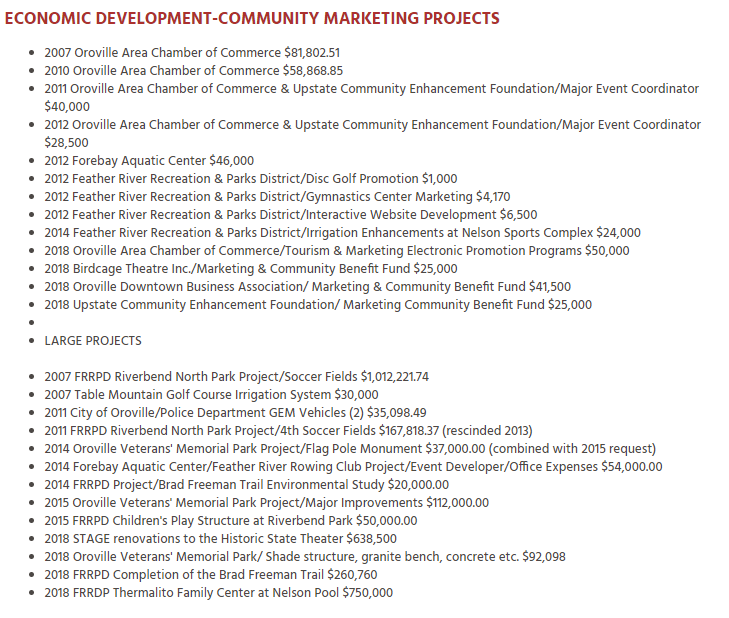 ECONOMIC DEVELOPMENT-COMMUNITY MARKETING PROJECTS
• 2007 Oroville Area Chamber of Commerce $81,802.51
• 2010 Oroville Area Chamber of Commerce $58,868.85
• 2011 Oroville Area Chamber of Commerce & Upstate Community Enhancement Foundation/Major Event Coordinator
$40,000
• 2012 Oroville Area Chamber of Commerce & Upstate Community Enhancement Foundation/Major Event Coordinator
$28,500
• 2012 Forebay Aquatic Center $46,000
• 2012 Feather River Recreation & Parks District/Disc Golf Promotion $1,000
• 2012 Feather River Recreation & Parks District/Gymnastics Center Marketing $4,170
• 2012 Feather River Recreation & Parks District/Interactive Website Development $6,500
• 2014 Feather River Recreation & Parks District/Irrigation Enhancements at Nelson Sports Complex $24,000
• 2018 Oroville Area Chamber of Commerce/Tourism & Marketing Electronic Promotion Programs $50,000
• 2018 Birdcage Theatre Inc./Marketing & Community Benefit Fund $25,000
• 2018 Oroville Downtown Business Association/ Marketing & Community Benefit Fund $41,500
• 2018 Upstate Community Enhancement Foundation/ Marketing Community Benefit Fund $25,000
•
• LARGE PROJECTS
• 2007 FRRPD Riverbend North Park Project/Soccer Fields $1,012,221.74
• 2007 Table Mountain Golf Course Irrigation System $30,000
• 2011 City of Oroville/Police Department GEM Vehicles (2) $35,098.49
• 2011 FRRPD Riverbend North Park Project/4th Soccer Fields $167,818.37 (rescinded 2013)
• 2014 Oroville Veterans' Memorial Park Project/Flag Pole Monument $37,000.00 (combined with 2015 request)
• 2014 Forebay Aquatic Center/Feather River Rowing Club Project/Event Developer/Office Expenses $54,000.00
• 2014 FRRPD Project/Brad Freeman Trail Environmental Study $20,000.00
• 2015 Oroville Veterans' Memorial Park Project/Major Improvements $112,000.00
• 2015 FRRPD Children's Play Structure at Riverbend Park $50,000.00
• 2018 STAGE renovations to the Historic State Theater $638,500
• 2018 Oroville Veterans' Memorial Park/ Shade structure, granite bench, concrete etc. $92,098
• 2018 FRRPD Completion of the Brad Freeman Trail $260,760
• 2018 FRRDP Thermalito Family Center at Nelson Pool $750,000